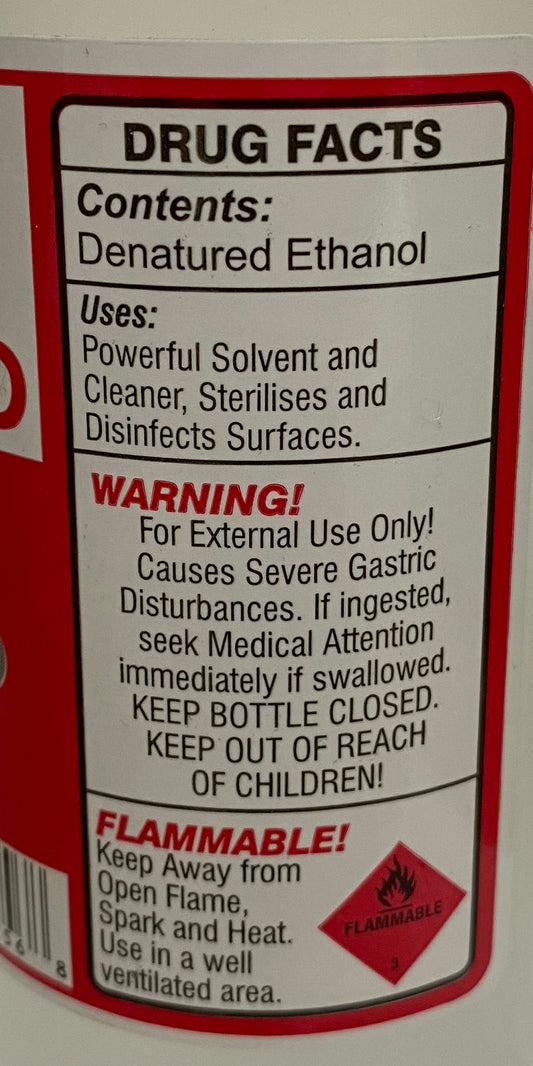 DRUG FACTS
Contents:
Denatured Ethanol
Uses:
Powerful Solvent and
Cleaner, Sterilises and
Disinfects Surfaces.
WARNING!
For External Use Only!
Causes Severe Gastric
Disturbances. If ingested,
seek Medical Attention
immediately if swallowed.
KEEP BOTTLE CLOSED.
KEEP OUT OF REACH
OF CHILDREN!
FLAMMABLE!
Keep Away from
Open Flame,
Spark and Heat.
Use in a well
ventilated area.
FLAMMABLE
3
56 8